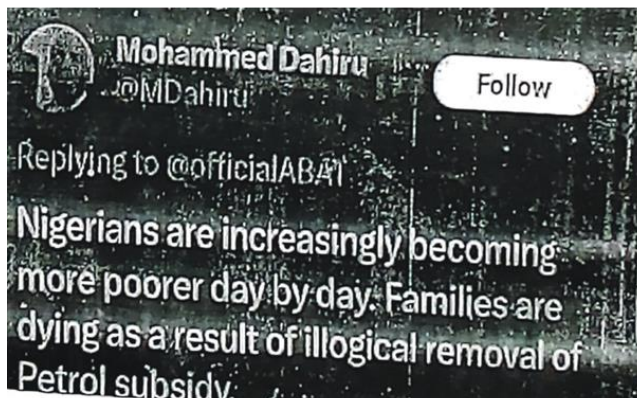 Mohammed Dahiru
@MDahiru
Follow
Replying to @officialABAT
Nigerians are increasingly becoming
more poorer day by day. Families are
dying as a result of illogical removal of
Petrol subsidy.